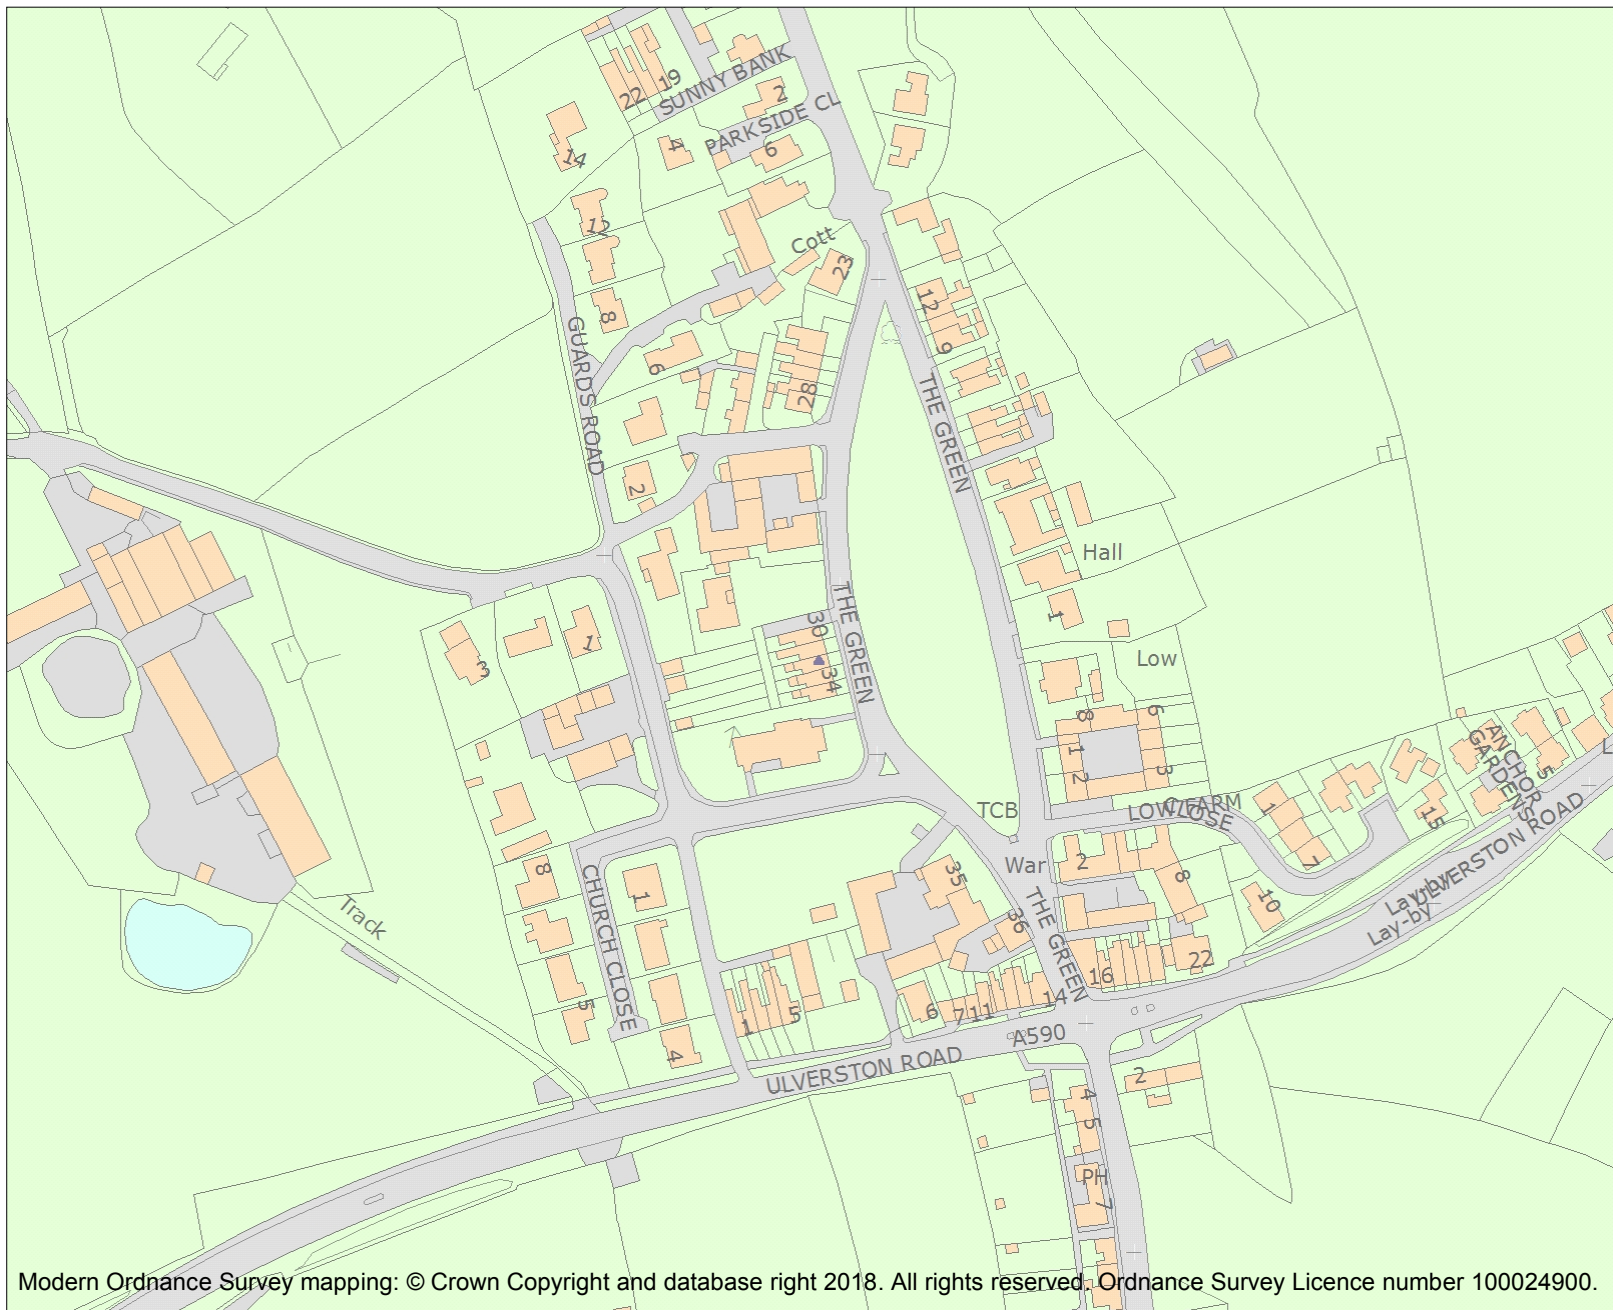 19
22
SUNNY BANK
2
PARKSIDE CL
4
6
14
12
Cott
23
8
GUARDS ROAD
6
28
12
9
THE GREEN
2
Hall
1
THE GREEN
30
34
1
3
Low
8
6
1
2
3
TCB
LOW FARM
CLOSE
ANCHOR
GARDENS
5
L
15
1
7
ULVERSTON ROAD
Lay-by
Lay-by
War
2
8
10
35
36
THE GREEN
8
1
CHURCH CLOSE
5
4
Track
1
5
6
7
11
14
16
22
A590
ULVERSTON ROAD
2
4
5
PH
7
Modern Ordnance Survey mapping: © Crown Copyright and database right 2018. All rights reserved. Ordnance Survey Licence number 100024900.